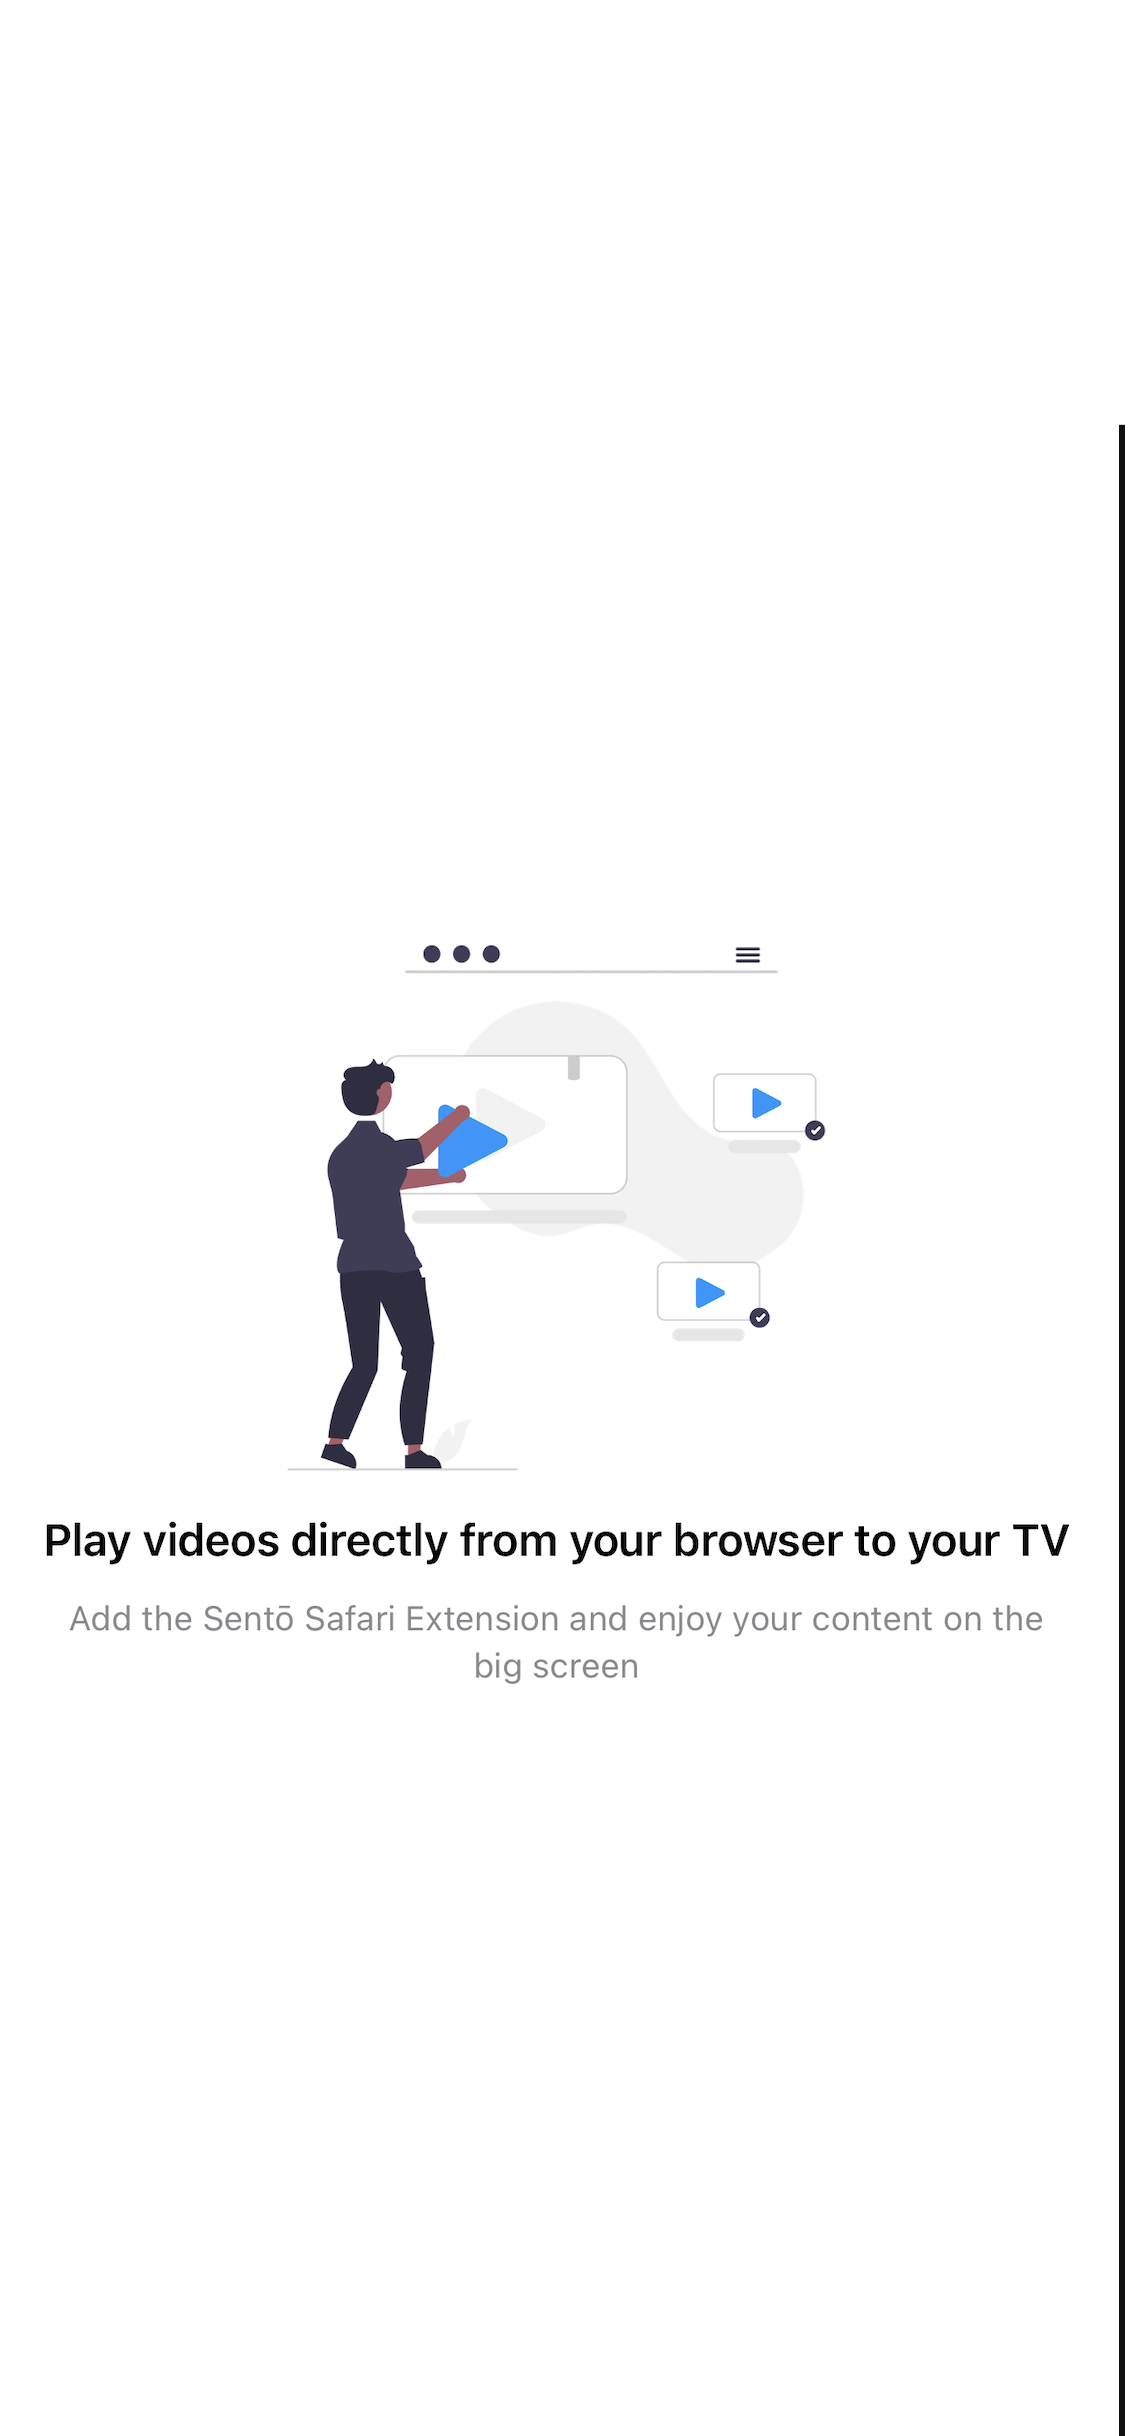 Play videos directly from your browser to your TV
Add the Sentō Safari Extension and enjoy your content on the
big screen